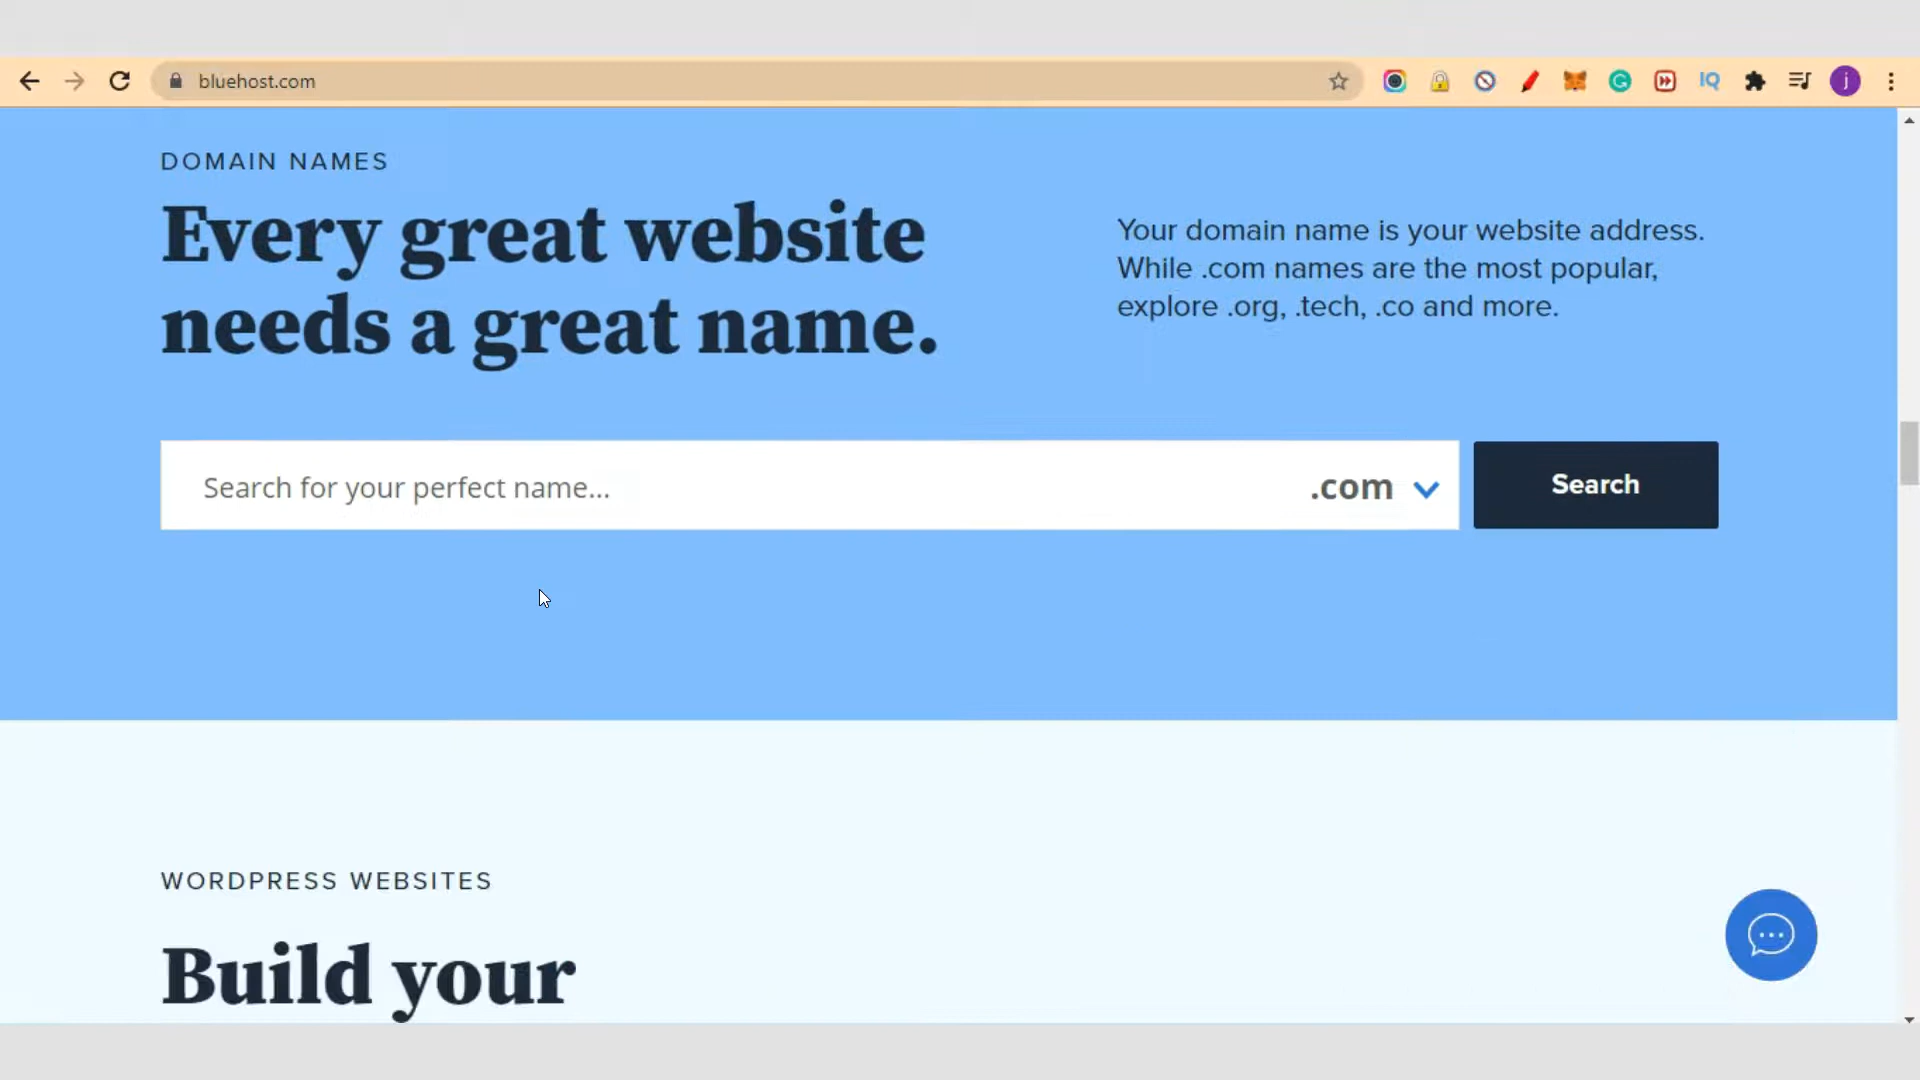 bluehost.com
IQ
j
DOMAIN NAMES
Every great website
needs a great name.
Your domain name is your website address.
While .com names are the most popular,
explore .org, .tech, .co and more.
Search for your perfect name...
.com
Search
WORDPRESS WEBSITES
Build your